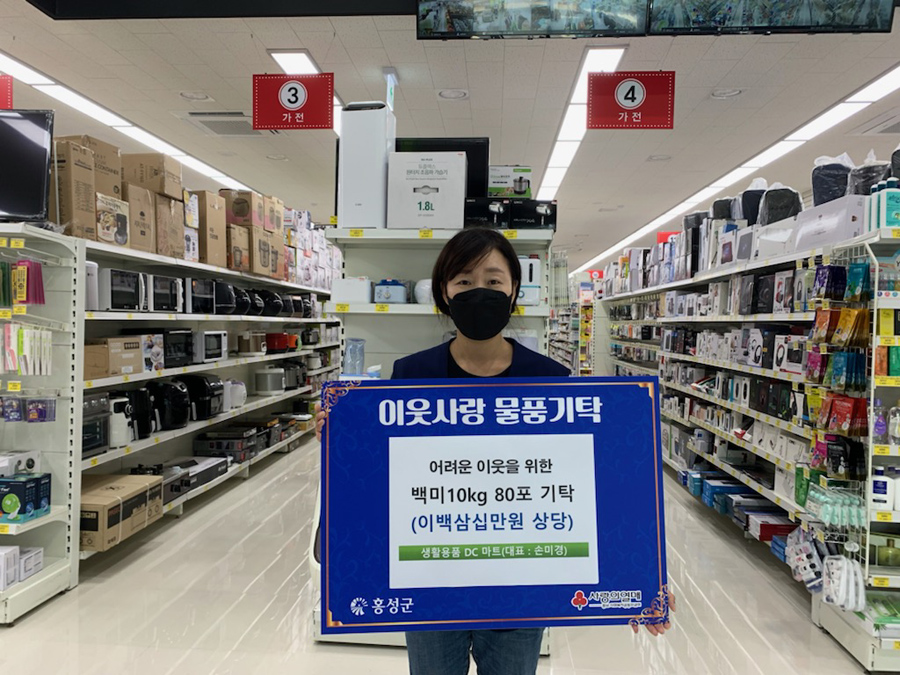 3
가전
4
가전
1.8L
이웃사랑 물품기탁
어려운 이웃을 위한
백미10kg 80포 기탁
(이백삼십만원 상당)
생활용품 DC 마트(대표 : 손미경)
홍성군
사랑의열매